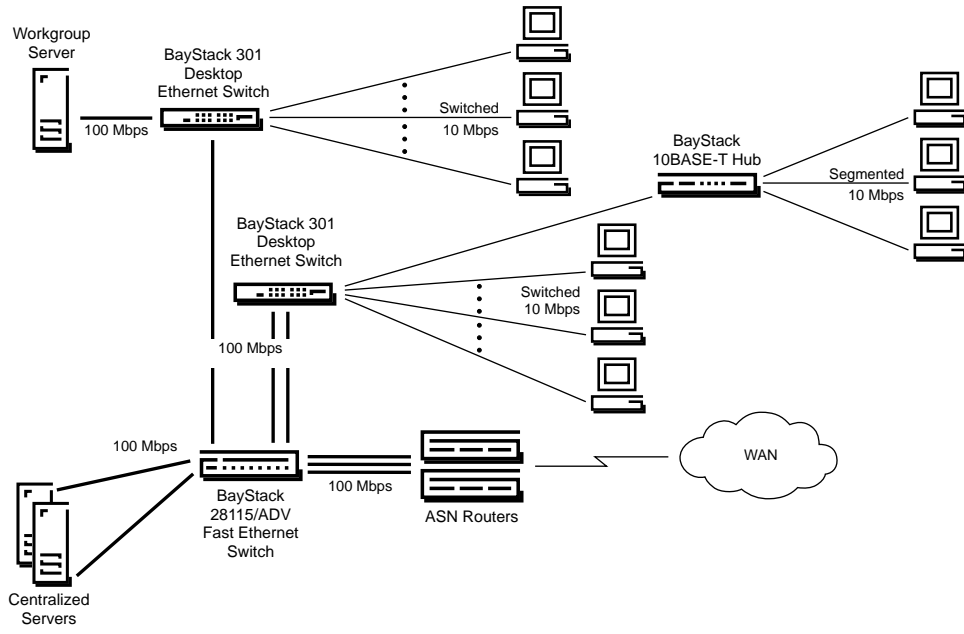 Workgroup
Server
BayStack 301
Desktop
Ethernet Switch
100 Mbps
Switched
10 Mbps
BayStack
10BASE-T Hub
Segmented
10 Mbps
BayStack 301
Desktop
Ethernet Switch
Switched
10 Mbps
100 Mbps
100 Mbps
100 Mbps
WAN
BayStack
28115/ADV
Fast Ethernet
Switch
ASN Routers
Centralized
Servers